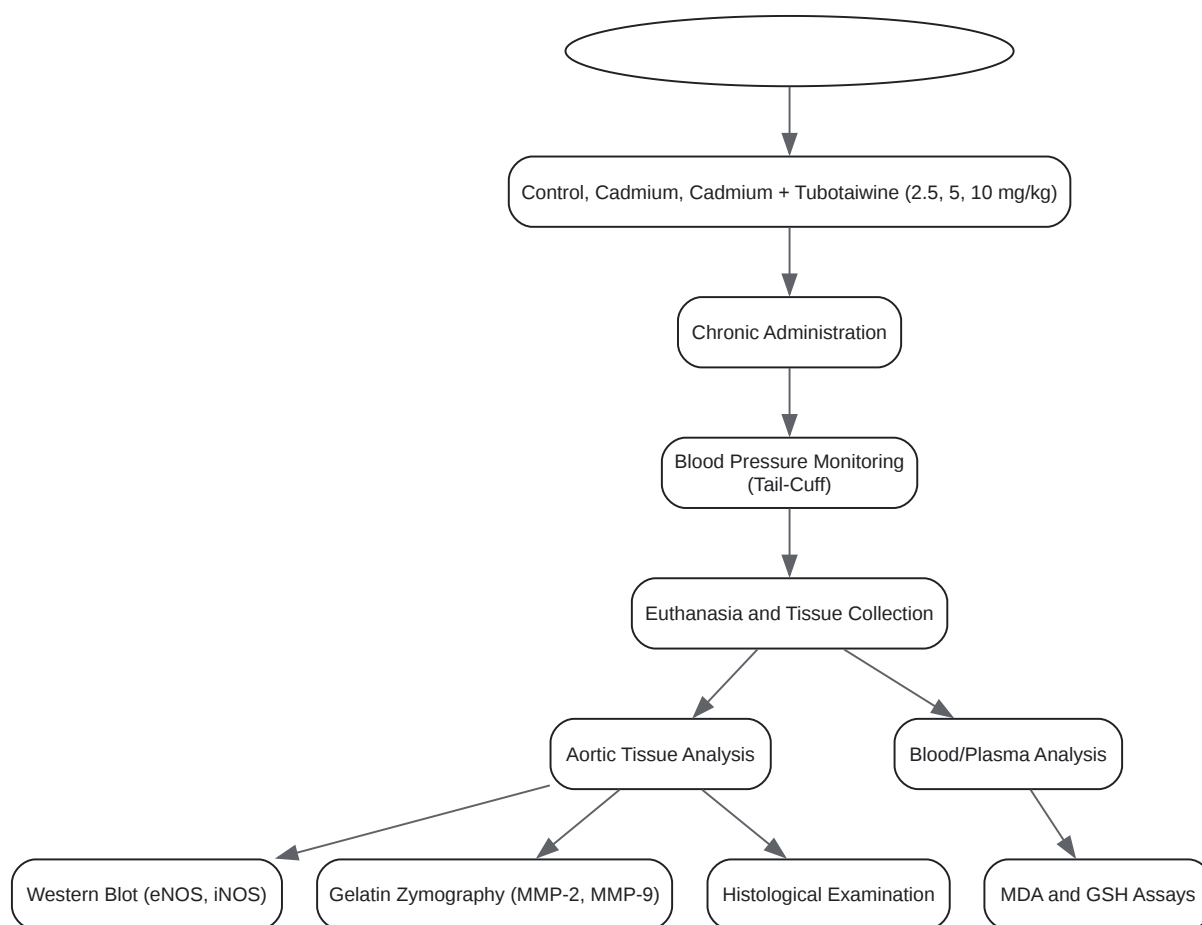 Control, Cadmium, Cadmium + Tubotaiwine (2.5, 5, 10 mg/kg)
Chronic Administration
Blood Pressure Monitoring
(Tail-Cuff)
Euthanasia and Tissue Collection
Aortic Tissue Analysis
Blood/Plasma Analysis
Western Blot (eNOS, iNOS)
Gelatin Zymography (MMP-2, MMP-9)
Histological Examination
MDA and GSH Assays